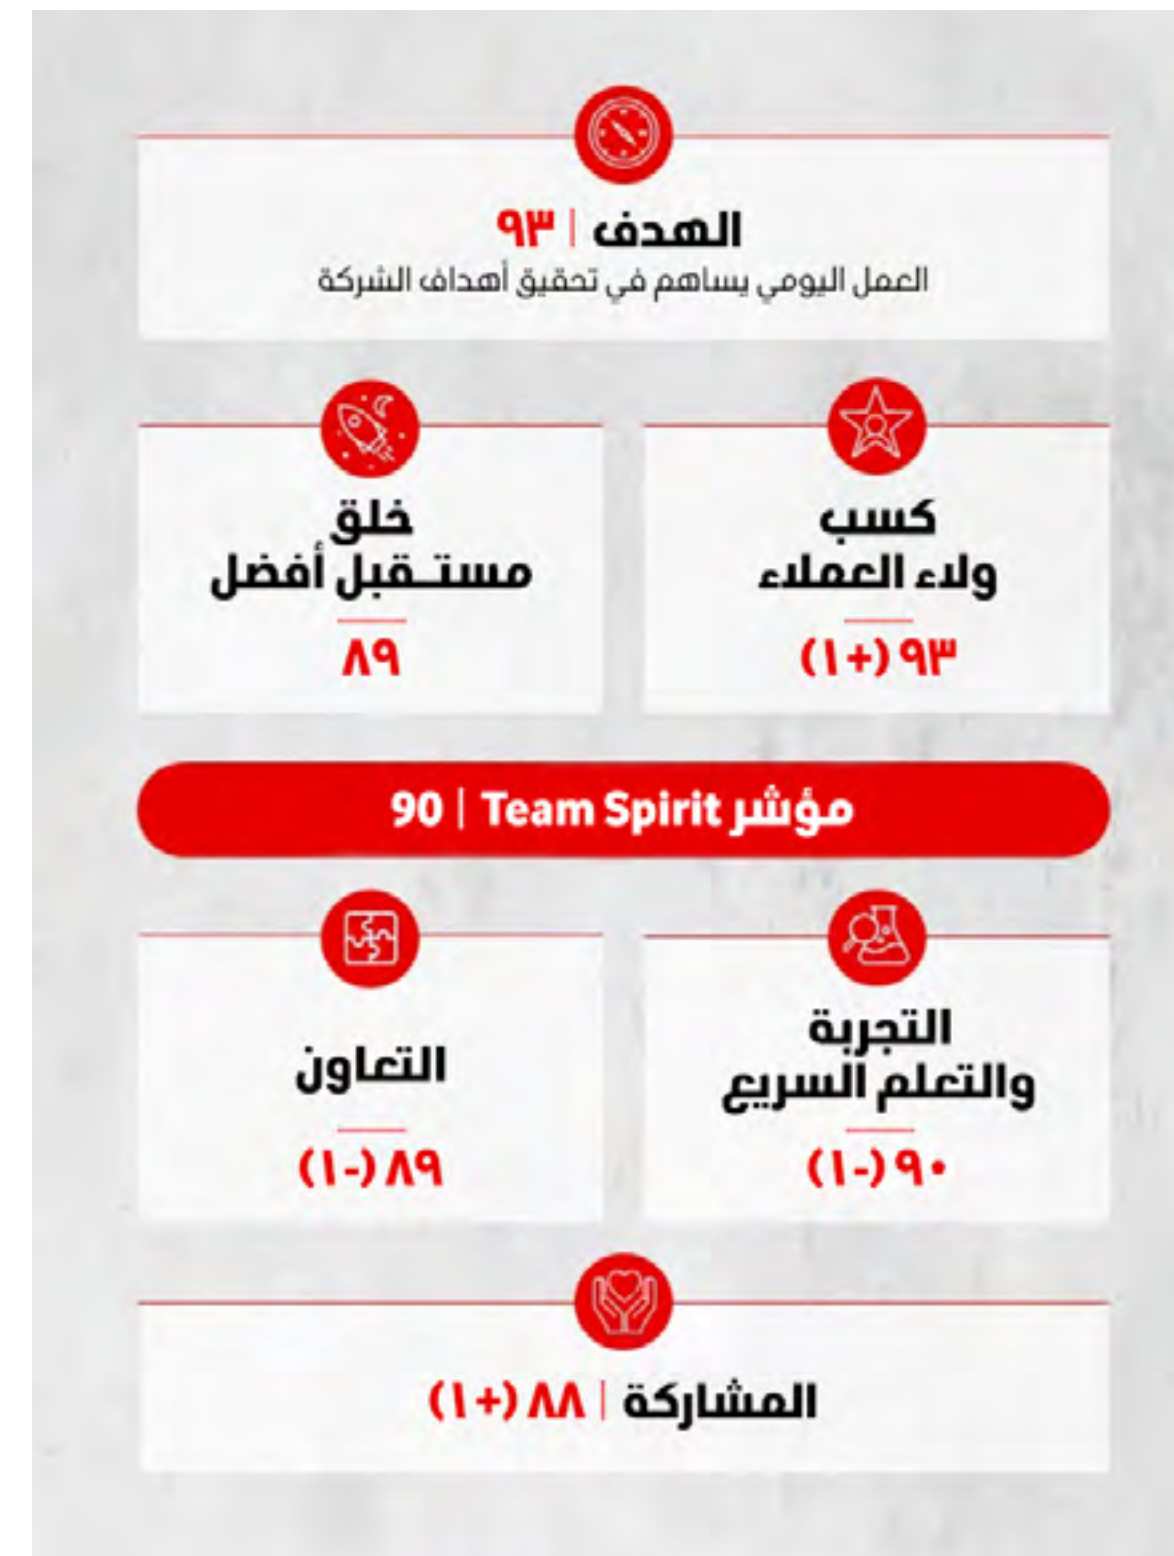 الهدف | ٩٣
العمل اليومي يساهم في تحقيق أهداف الشركة
كسب
ولاء العملاء
٩٣ (+١)
خلق
مستـقبل أفضل
٨٩
مؤشر Team Spirit | 90
التجربة
والتعلم السريع
٩٠ (-١)
التعاون
٨٩ (-١)
المشاركة | ٨٨ (+١)